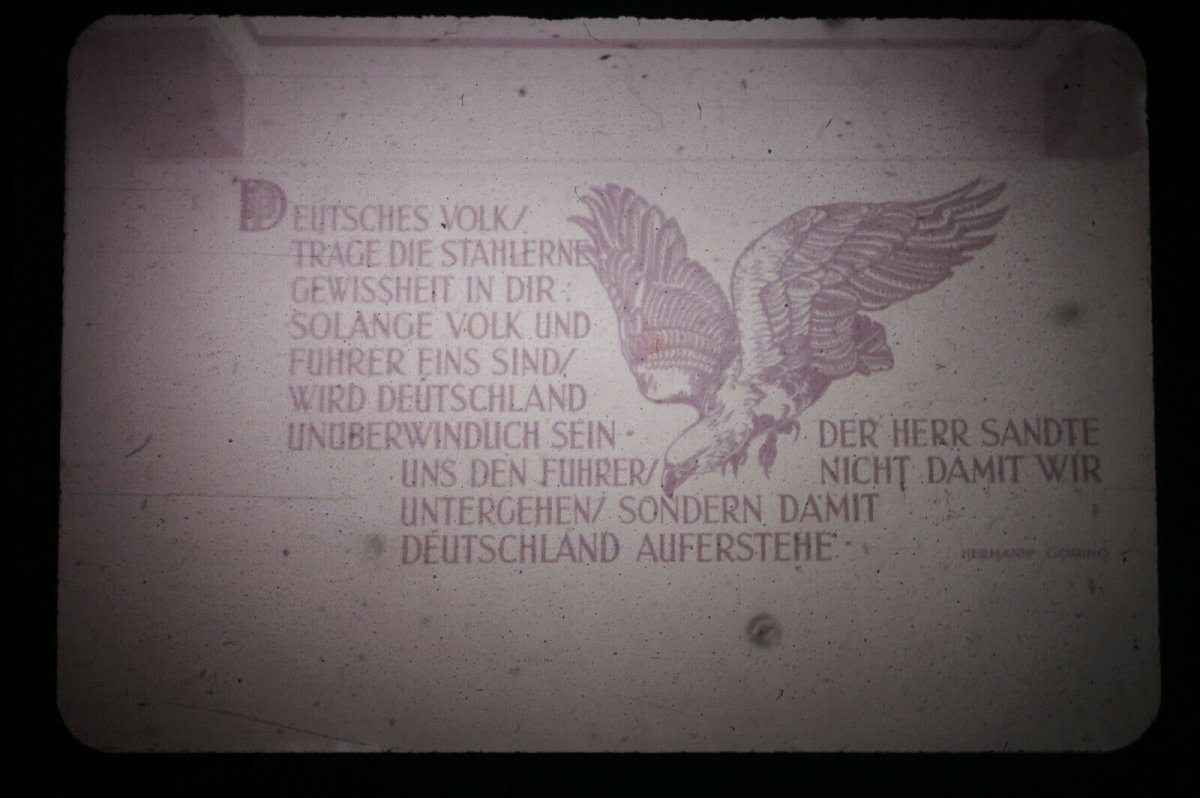 DEUTSCHES VOLK/
TRAGE DIE STAHLERNE
GEWISSHEIT IN DIR:
SOLANGE VOLK UND
FUHRER EINS SIND/
WIRD DEUTSCHLAND
UNÜBERWINDLICH SEIN · DER HERR SANDTE
UNS DEN FUHRER/ NICHT DAMIT WIR
UNTERGEHEN/ SONDERN DAMIT
DEUTSCHLAND AUFERSTEHE·
HERMANN GORING